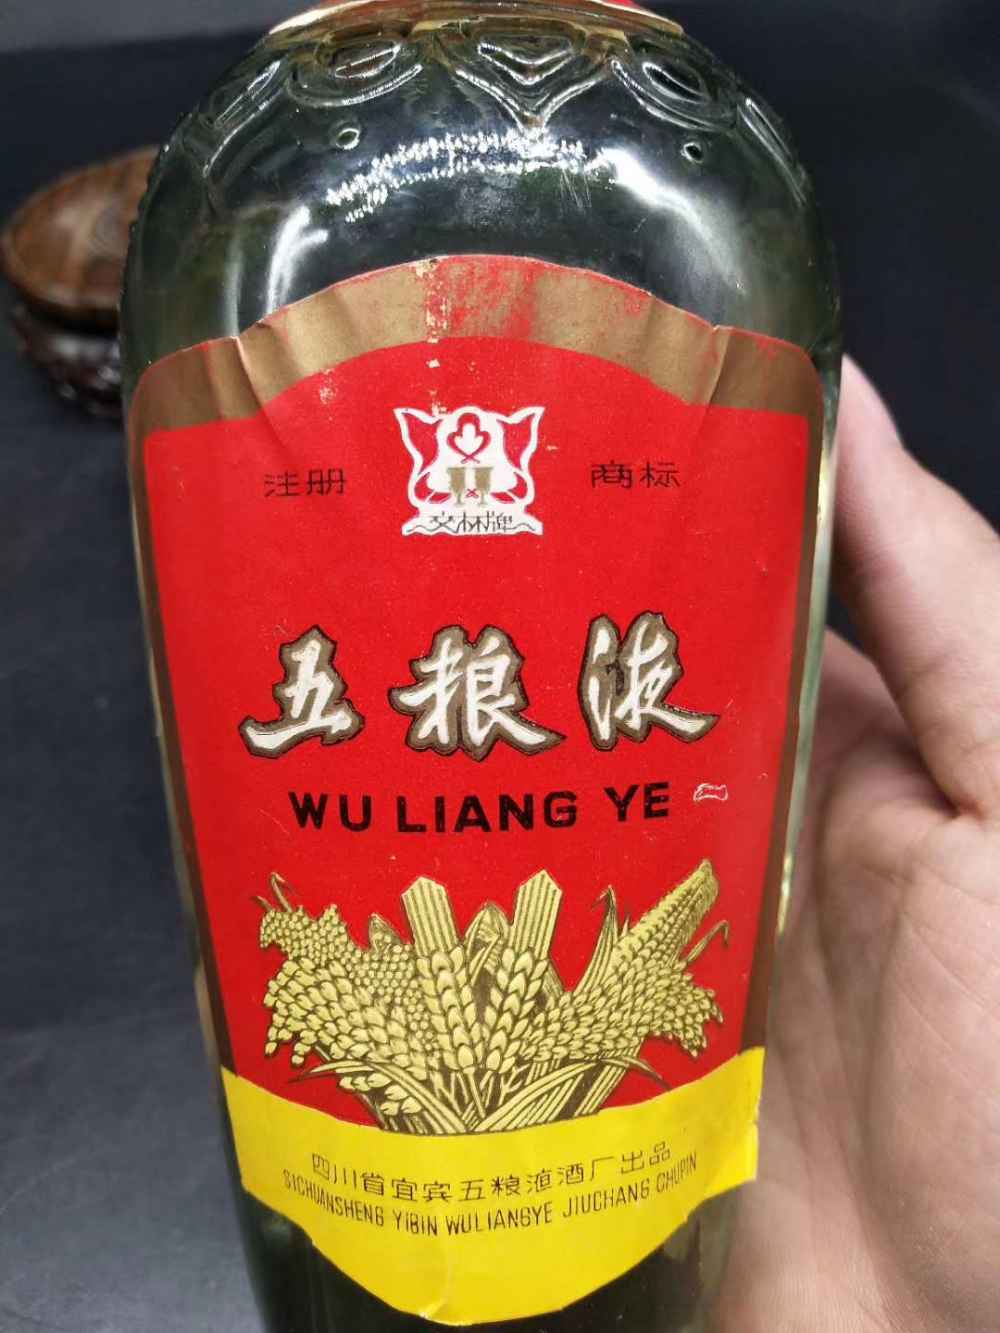 注册 商标
交杯牌
五粮液
WU LIANG YE
四川省宜宾五粮液酒厂出品
SICHUANSHENG YIBIN WULIANGYE JIUCHANG CHUPIN